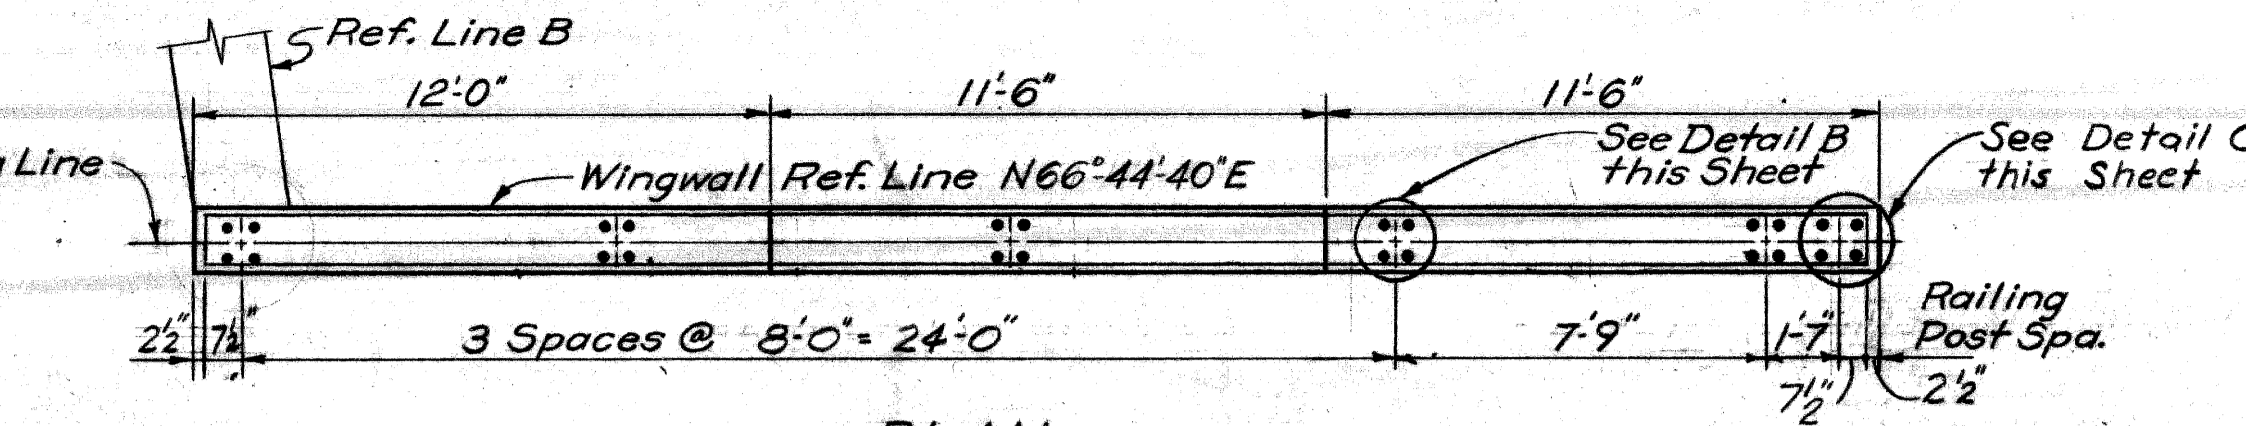 Ref. Line B
12'-0" 11'-6" 11'-6"
See Detail B
this Sheet
See Detail
this Sheet
Line
Wingwall Ref. Line N66°-44'-40"E
2½" 7½" 3 Spaces @ 8'-0" = 24'-0" 7'-9" 1'-7"
Railing
Post Spa.
7½" 2½"